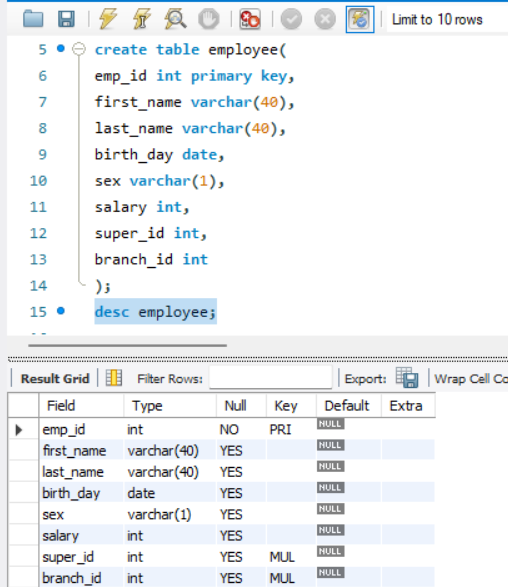 Limit to 10 rows
5 create table employee(
6 emp_id int primary key,
7 first_name varchar(40),
8 last_name varchar(40),
9 birth_day date,
10 sex varchar(1),
11 salary int,
12 super_id int,
13 branch_id int
14 );
15 desc employee;
Result Grid Filter Rows: Export: Wrap Cell Co
Field Type Null Key Default Extra
emp_id int NO PRI NULL
first_name varchar(40) YES NULL
last_name varchar(40) YES NULL
birth_day date YES NULL
sex varchar(1) YES NULL
salary int YES NULL
super_id int YES MUL NULL
branch_id int YES MUL NULL